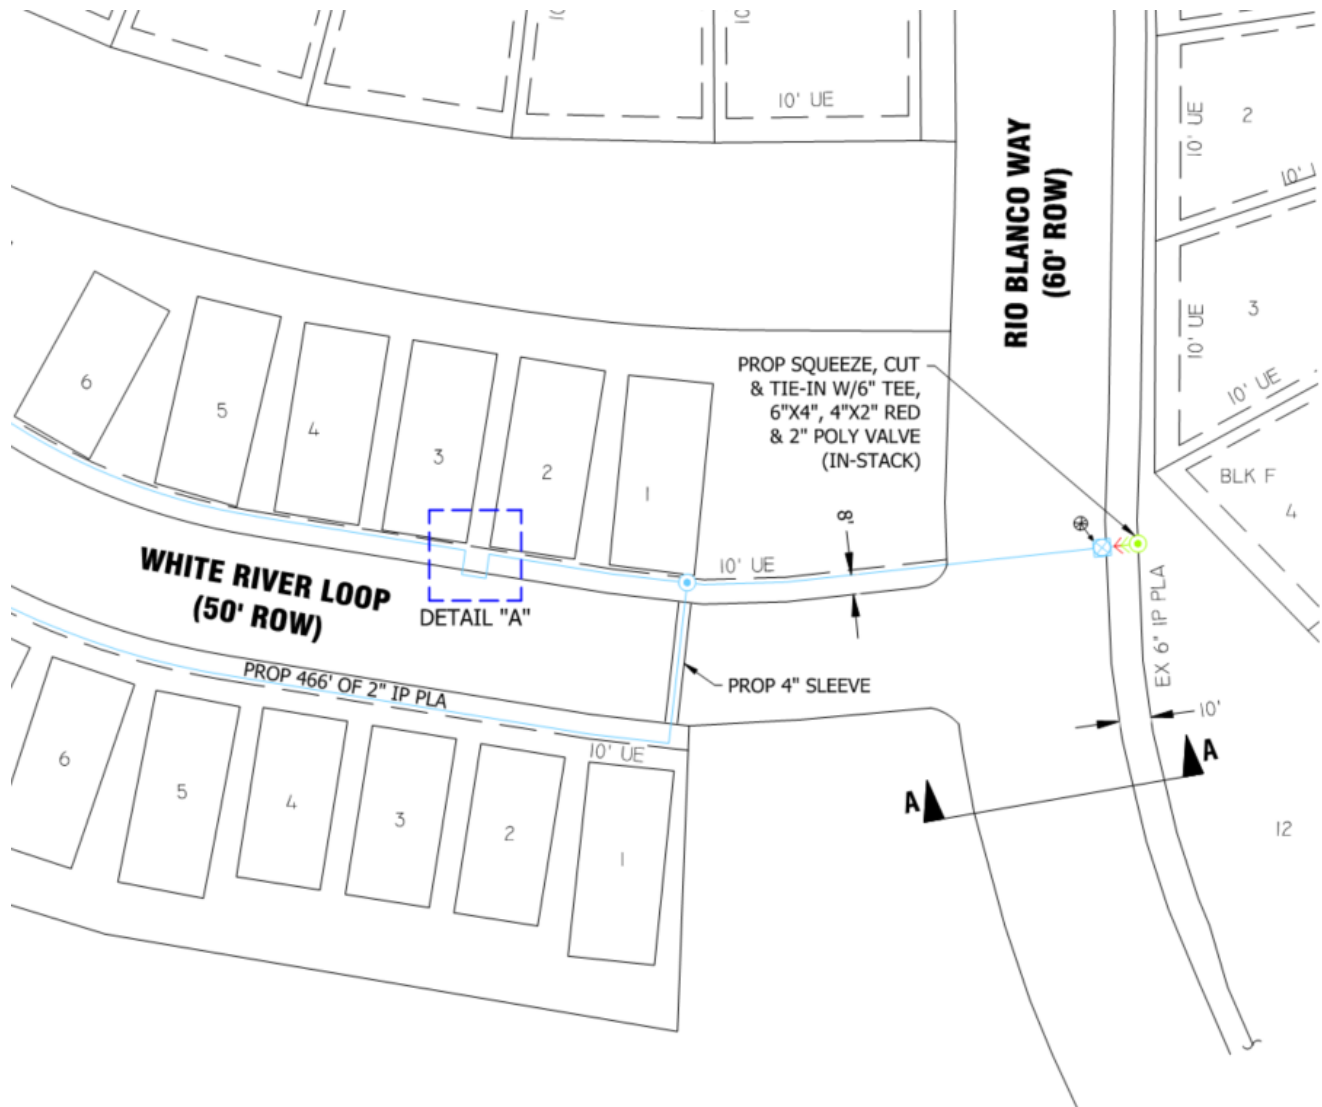 10' UE
2
10' UE
10'
RIO BLANCO WAY
(60' ROW)
3
10' UE
10' UE
BLK F
4
PROP SQUEEZE, CUT
& TIE-IN W/6" TEE,
6"X4", 4"X2" RED
& 2" POLY VALVE
(IN-STACK)
6
5
4
3
2
1
8'
10' UE
WHITE RIVER LOOP
(50' ROW)
DETAIL "A"
EX 6" IP PLA
PROP 466' OF 2" IP PLA
PROP 4" SLEEVE
10'
10' UE
A
A
6
5
4
3
2
1
12